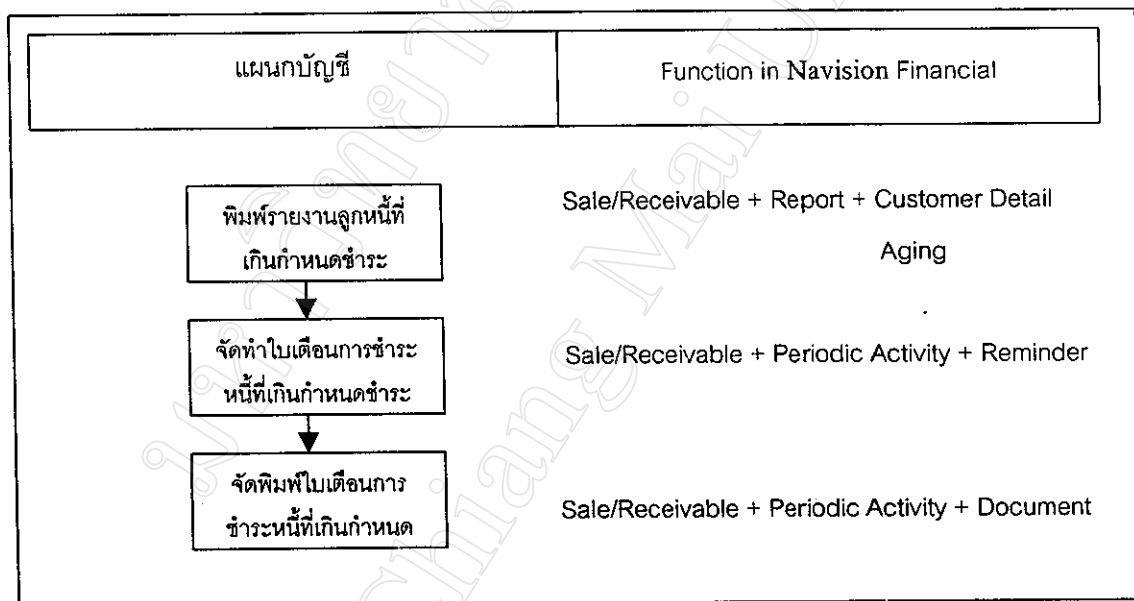 แผนกบัญชี
Function in Navision Financial
พิมพ์รายงานลูกหนี้ที่
เกินกำหนดชำระ
Sale/Receivable + Report + Customer Detail
Aging
จัดทำใบเตือนการชำระ
หนี้ที่เกินกำหนดชำระ
Sale/Receivable + Periodic Activity + Reminder
จัดพิมพ์ใบเตือนการ
ชำระหนี้ที่เกินกำหนด
Sale/Receivable + Periodic Activity + Document